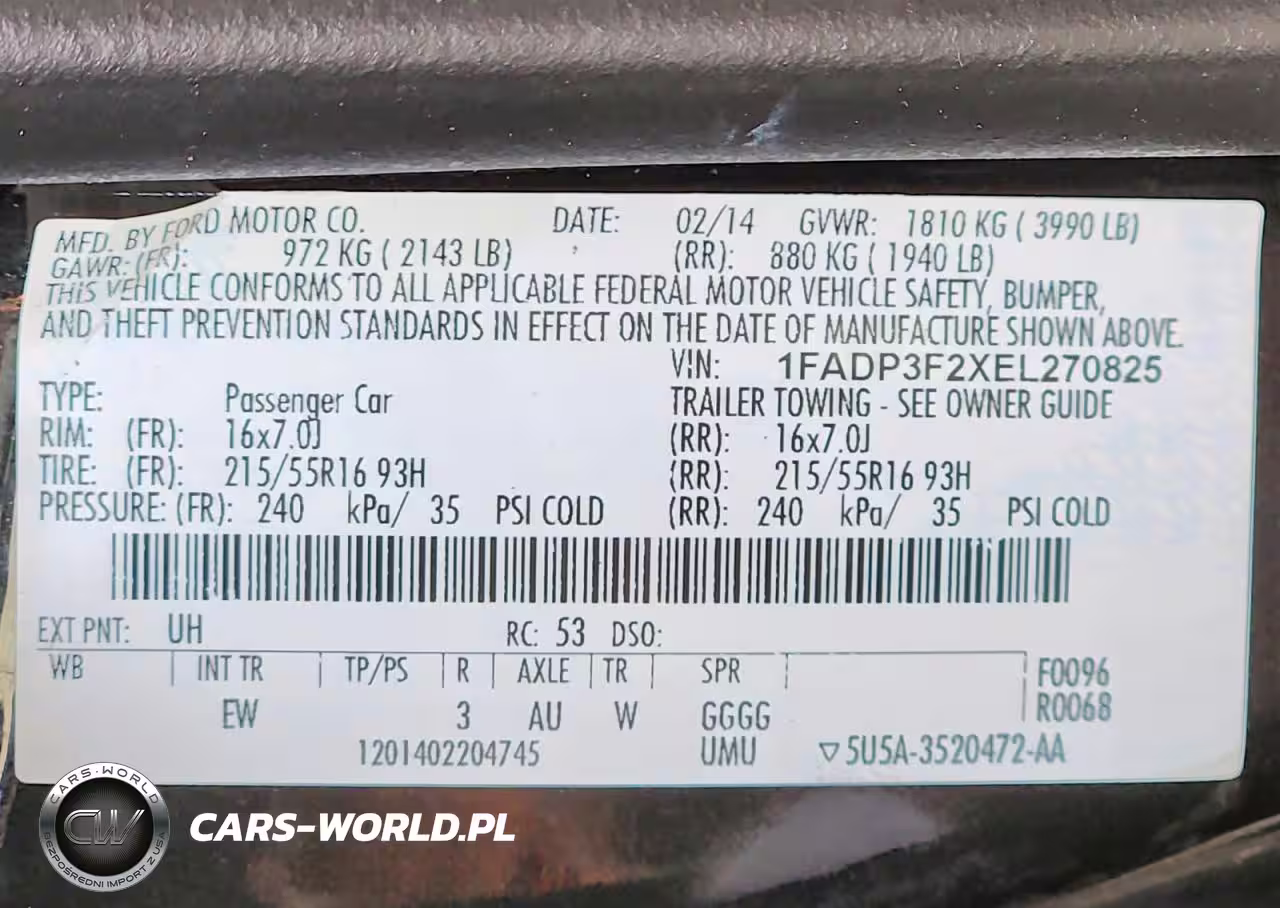 MFD. BY FORD MOTOR CO. DATE: 02/14 GVWR: 1810 KG ( 3990 LB)
GAWR: (FR): 972 KG ( 2143 LB) (RR): 880 KG ( 1940 LB)
THIS VEHICLE CONFORMS TO ALL APPLICABLE FEDERAL MOTOR VEHICLE SAFETY, BUMPER,
AND THEFT PREVENTION STANDARDS IN EFFECT ON THE DATE OF MANUFACTURE SHOWN ABOVE.
VIN: 1FADP3F2XEL270825
TYPE: Passenger Car TRAILER TOWING - SEE OWNER GUIDE
RIM: (FR): 16x7.0J (RR): 16x7.0J
TIRE: (FR): 215/55R16 93H (RR): 215/55R16 93H
PRESSURE: (FR): 240 kPa/ 35 PSI COLD (RR): 240 kPa/ 35 PSI COLD
EXT PNT: UH RC: 53 DSO:
WB INT TR TP/PS R AXLE TR SPR F0096
EW 3 AU W GGGG R0068
1201402204745 UMU ▽5U5A-3520472-AA
CARS-WORLD
CW
BEZPOŚREDNI IMPORT Z USA
CARS-WORLD.PL